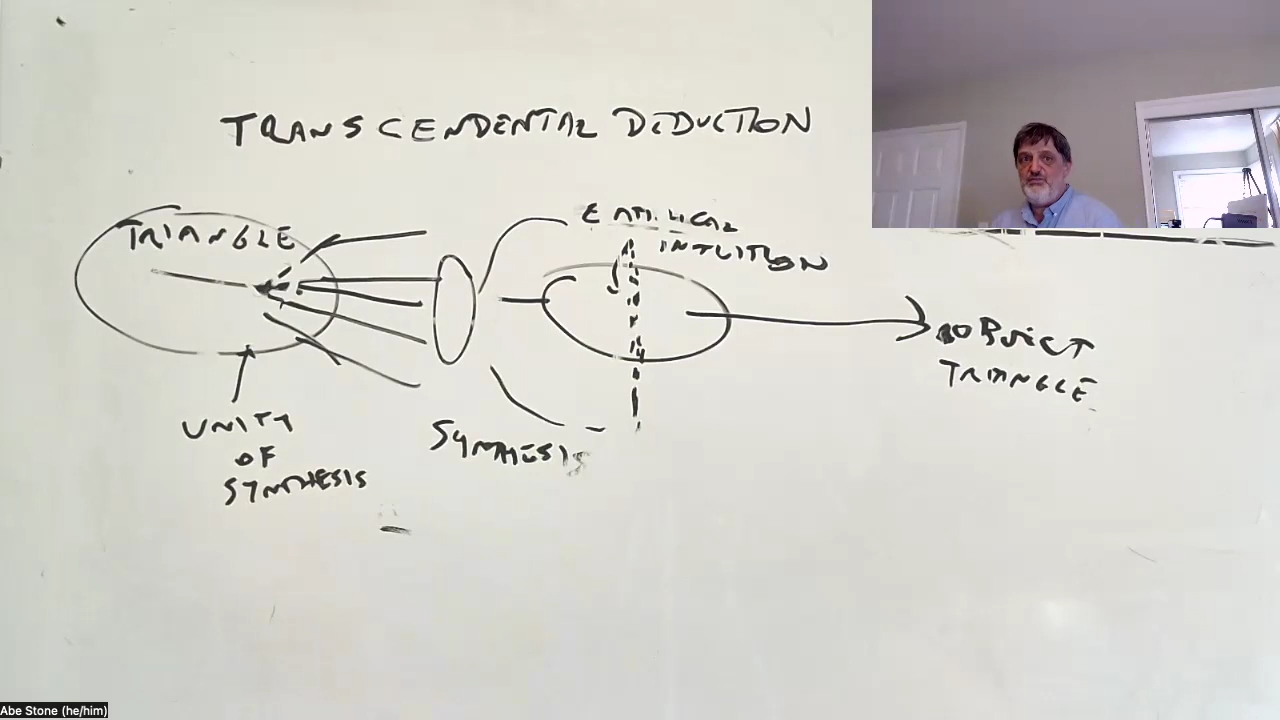 TRANSCENDENTAL DEDUCTION
TRIANGLE
EMPIRICAL
INTUITION
OBJECT
TRIANGLE
UNITY
OF
SYNTHESIS
SYNTHESIS
Abe Stone (he/him)